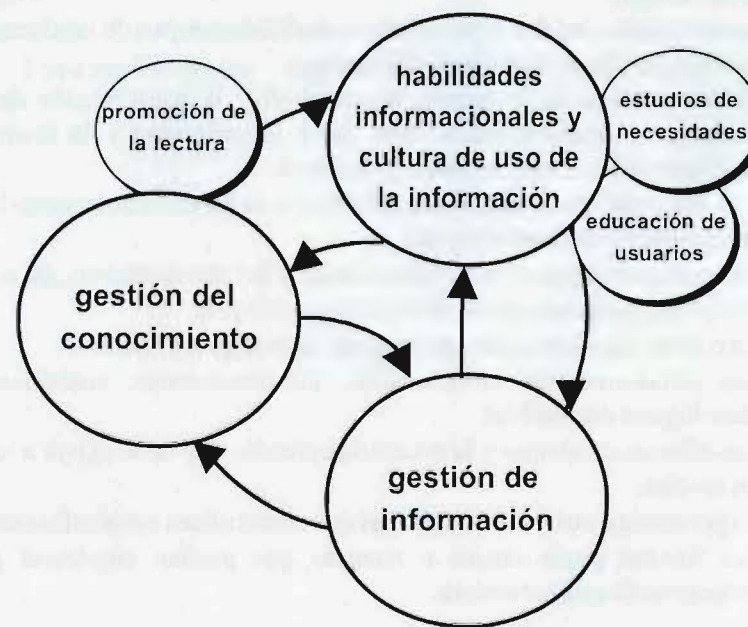 promoción de
la lectura
habilidades
informacionales y
cultura de uso de
la información
estudios de
necesidades
educación de
usuarios
gestión del
conocimiento
gestión de
información